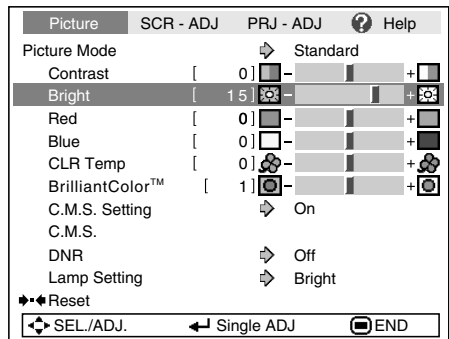 Picture SCR - ADJ PRJ - ADJ ? Help
Picture Mode Standard
Contrast [ 0 ] - +
Bright [ 15 ] - +
Red [ 0 ] - +
Blue [ 0 ] - +
CLR Temp [ 0 ] - +
BrilliantColor™ [ 1 ] - +
C.M.S. Setting On
C.M.S.
DNR Off
Lamp Setting Bright
Reset
SEL./ADJ. Single ADJ END